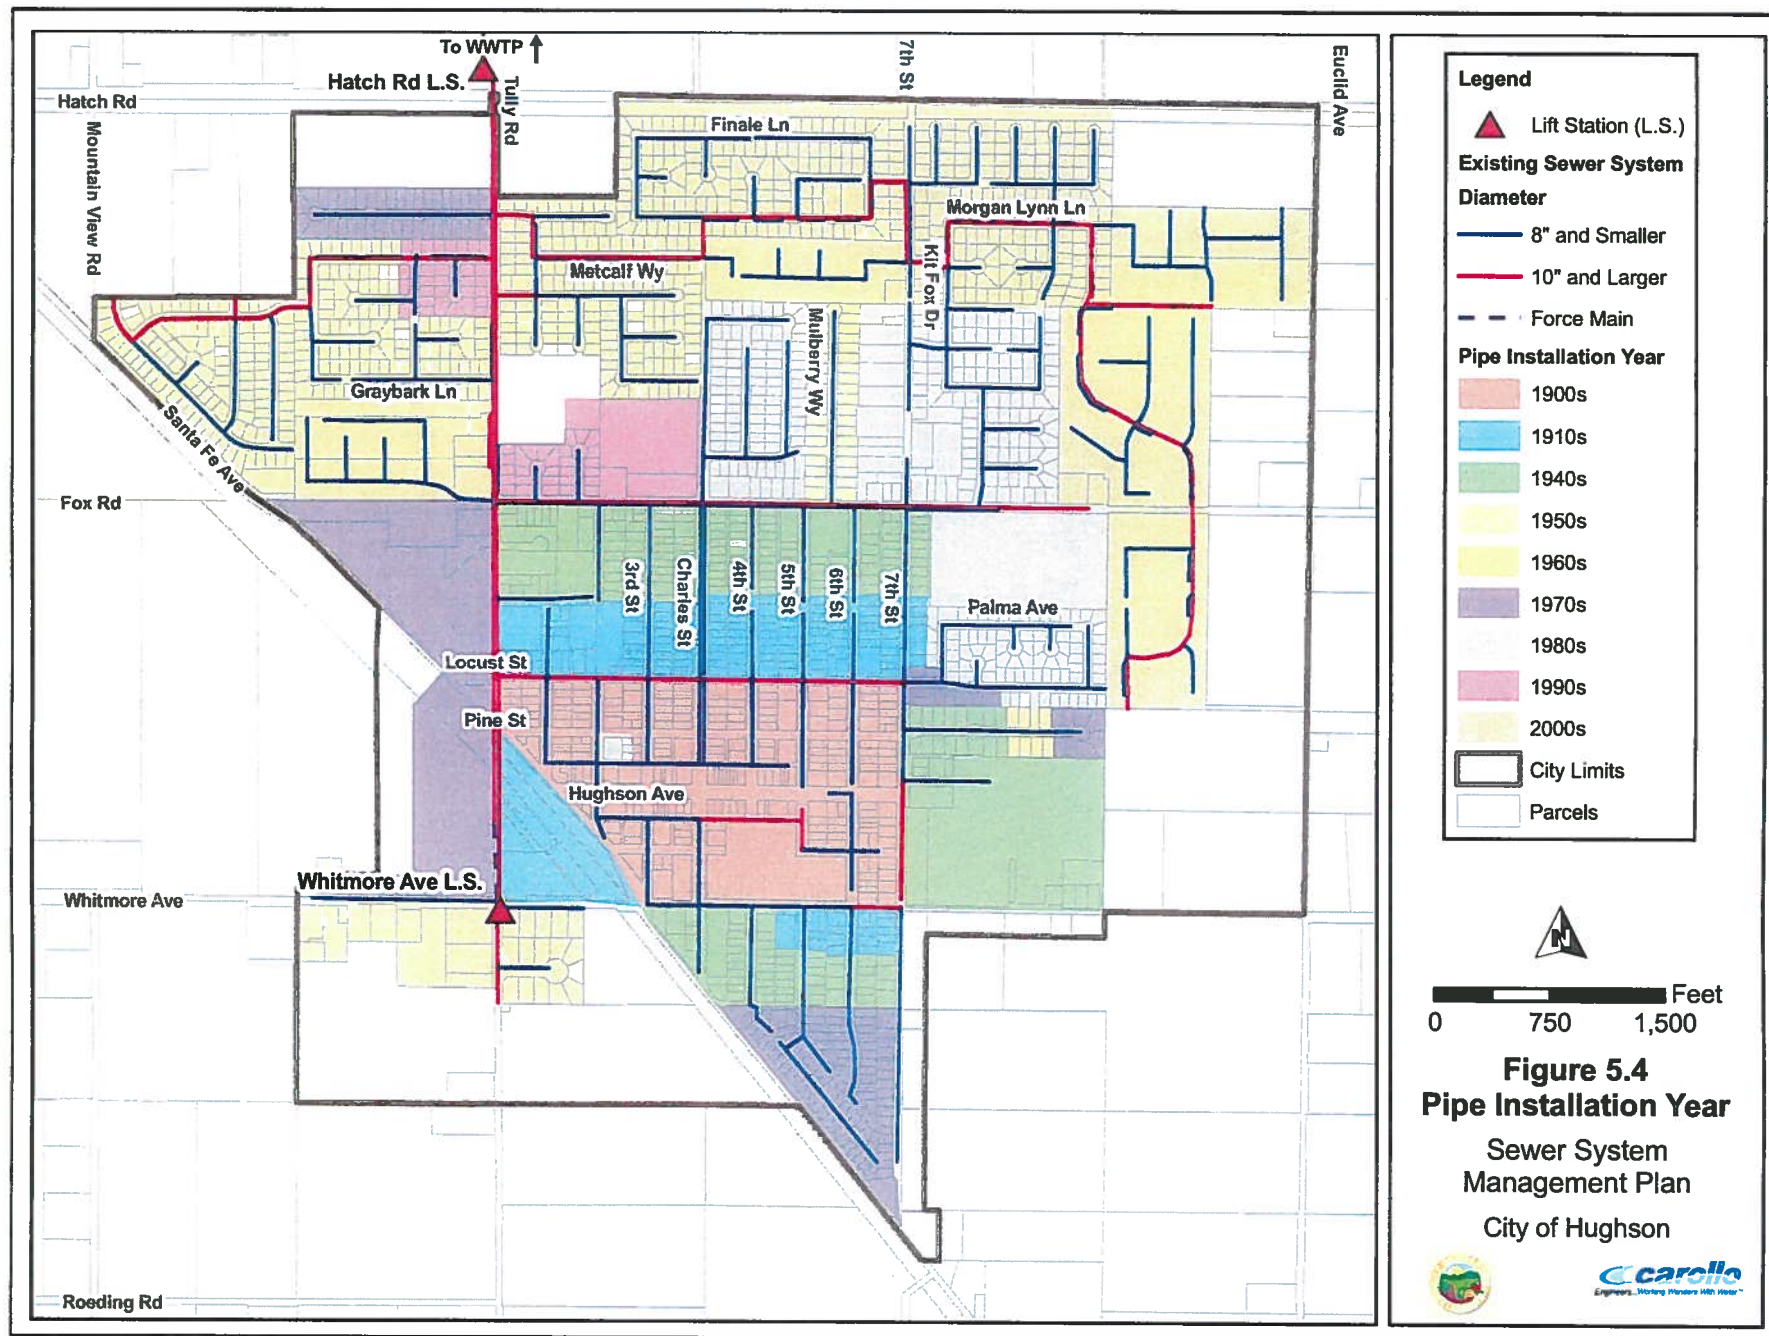 To WWTP
Hatch Rd L.S.
Hatch Rd
Tully Rd
7th St
Euclid Ave
Mountain View Rd
Finale Ln
Morgan Lynn Ln
Metcalf Wy
Kit Fox Dr
Mulberry Wy
Graybark Ln
Santa Fe Ave
Fox Rd
3rd St
Charles St
4th St
5th St
6th St
7th St
Palma Ave
Locust St
Pine St
Hughson Ave
Whitmore Ave L.S.
Whitmore Ave
Roeding Rd
Legend
Lift Station (L.S.)
Existing Sewer System
Diameter
8" and Smaller
10" and Larger
Force Main
Pipe Installation Year
1900s
1910s
1940s
1950s
1960s
1970s
1980s
1990s
2000s
City Limits
Parcels
N
Feet
0 750 1,500
Figure 5.4
Pipe Installation Year
Sewer System
Management Plan
City of Hughson
carollo
Engineers...Working Wonders With Water™